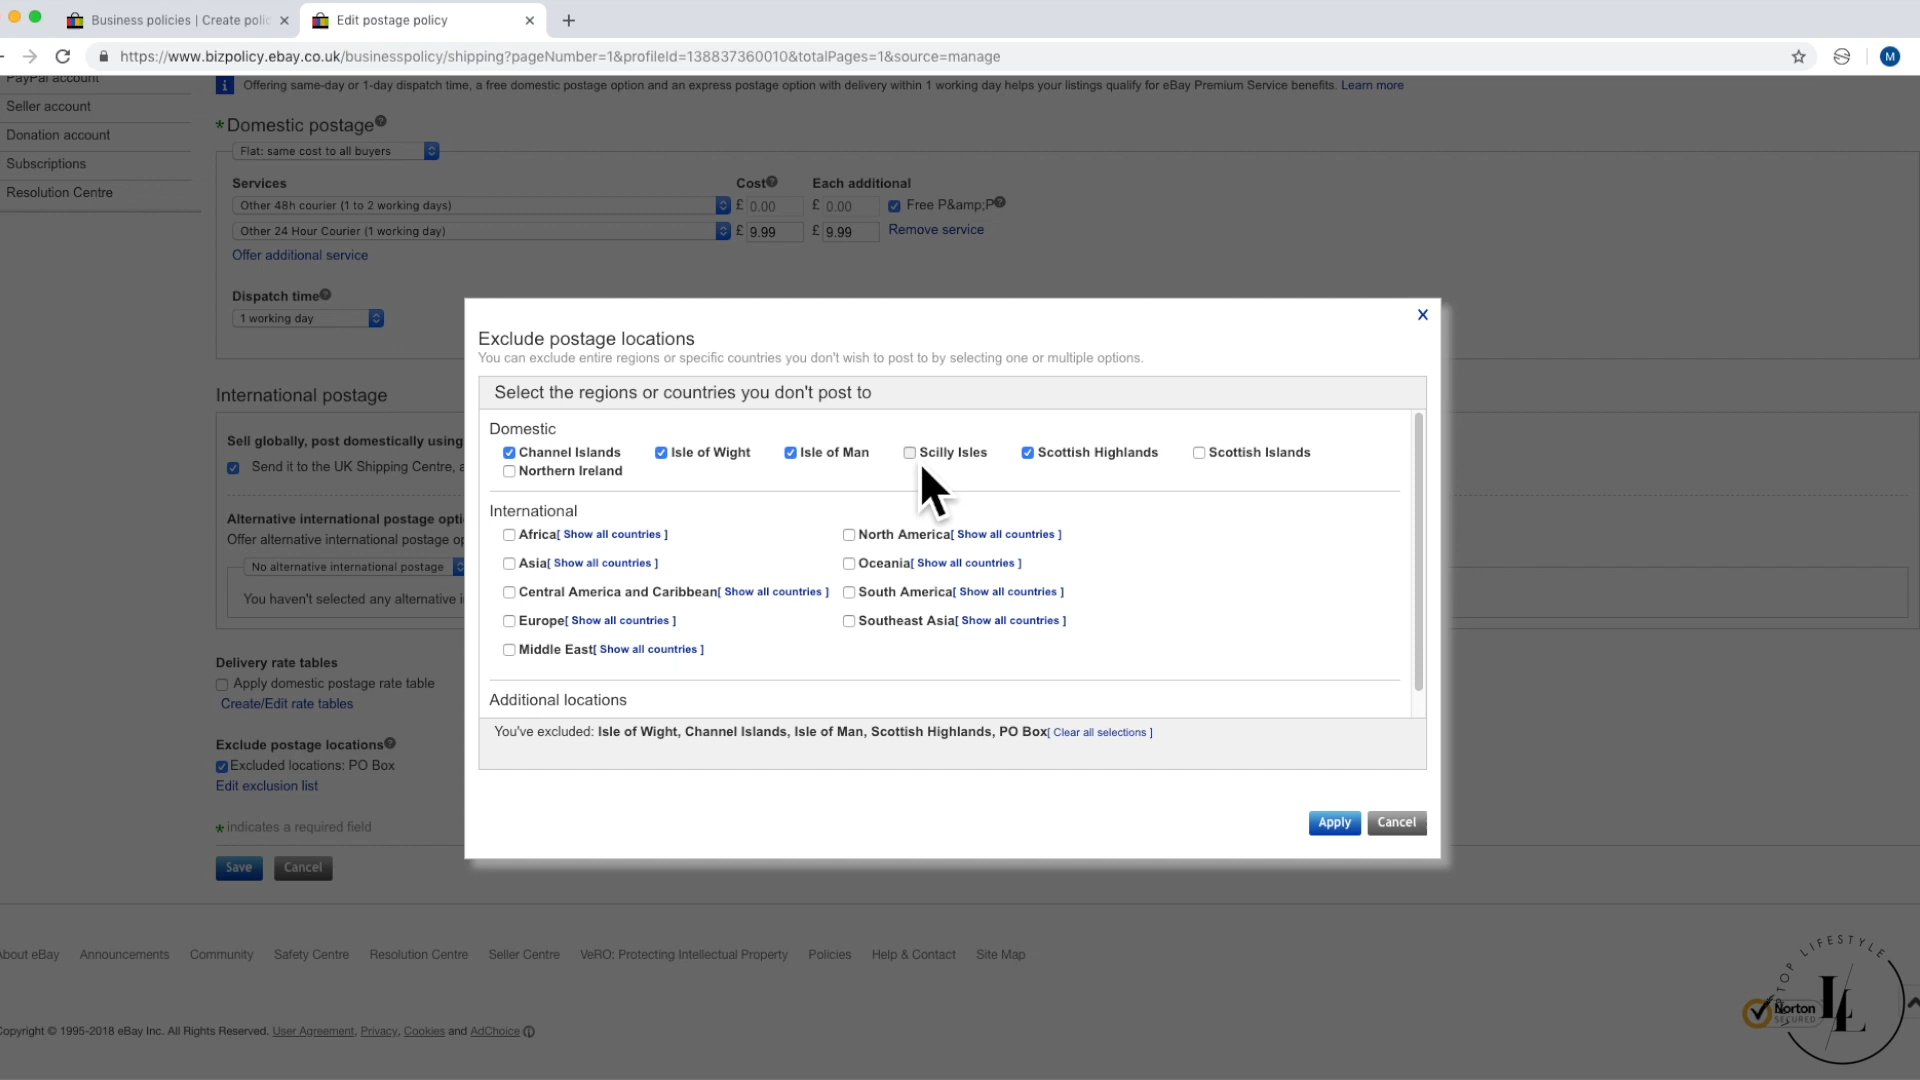 Business policies | Create polic
Edit postage policy
https://www.bizpolicy.ebay.co.uk/businesspolicy/shipping?pageNumber=1&profileId=138837360010&totalPages=1&source=manage
M
PayPal account
Seller account
Donation account
Subscriptions
Resolution Centre
Offering same-day or 1-day dispatch time, a free domestic postage option and an express postage option with delivery within 1 working day helps your listings qualify for eBay Premium Service benefits. Learn more
*Domestic postage
Flat: same cost to all buyers
Services Cost Each additional
Other 48h courier (1 to 2 working days) £ 0.00 £ 0.00 Free P&amp;P
Other 24 Hour Courier (1 working day) £ 9.99 £ 9.99 Remove service
Offer additional service
Dispatch time
1 working day
International postage
Sell globally, post domestically using
Send it to the UK Shipping Centre, a
Alternative international postage opti
Offer alternative international postage op
No alternative international postage
You haven't selected any alternative i
Delivery rate tables
Apply domestic postage rate table
Create/Edit rate tables
Exclude postage locations
Excluded locations: PO Box
Edit exclusion list
* indicates a required field
Save Cancel
X
Exclude postage locations
You can exclude entire regions or specific countries you don't wish to post to by selecting one or multiple options.
Select the regions or countries you don't post to
Domestic
Channel Islands Isle of Wight Isle of Man Scilly Isles Scottish Highlands Scottish Islands
Northern Ireland
International
Africa[ Show all countries ] North America[ Show all countries ]
Asia[ Show all countries ] Oceania[ Show all countries ]
Central America and Caribbean[ Show all countries ] South America[ Show all countries ]
Europe[ Show all countries ] Southeast Asia[ Show all countries ]
Middle East[ Show all countries ]
Additional locations
You've excluded: Isle of Wight, Channel Islands, Isle of Man, Scottish Highlands, PO Box[ Clear all selections ]
Apply Cancel
About eBay Announcements Community Safety Centre Resolution Centre Seller Centre VeRO: Protecting Intellectual Property Policies Help & Contact Site Map
Copyright © 1995-2018 eBay Inc. All Rights Reserved. User Agreement, Privacy, Cookies and AdChoice
Norton
SECURED
TOP LIFESTYLE
LL